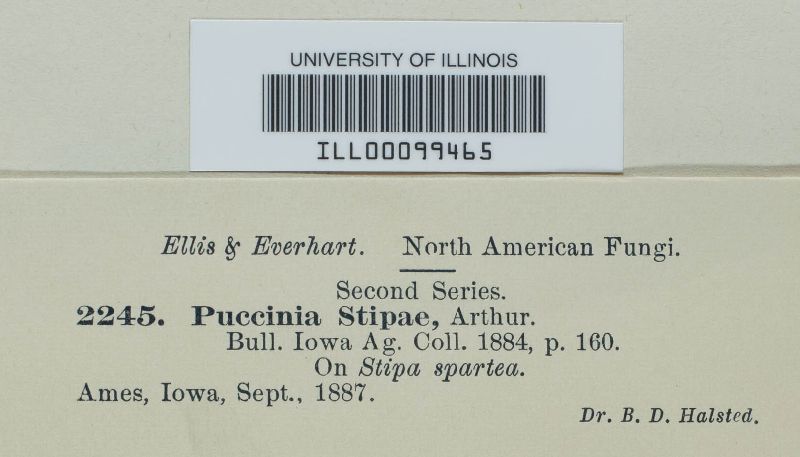 UNIVERSITY OF ILLINOIS
ILL00099465
Ellis & Everhart. North American Fungi.
Second Series.
2245. Puccinia Stipae, Arthur.
Bull. Iowa Ag. Coll. 1884, p. 160.
On Stipa spartea.
Ames, Iowa, Sept., 1887.
Dr. B. D. Halsted.